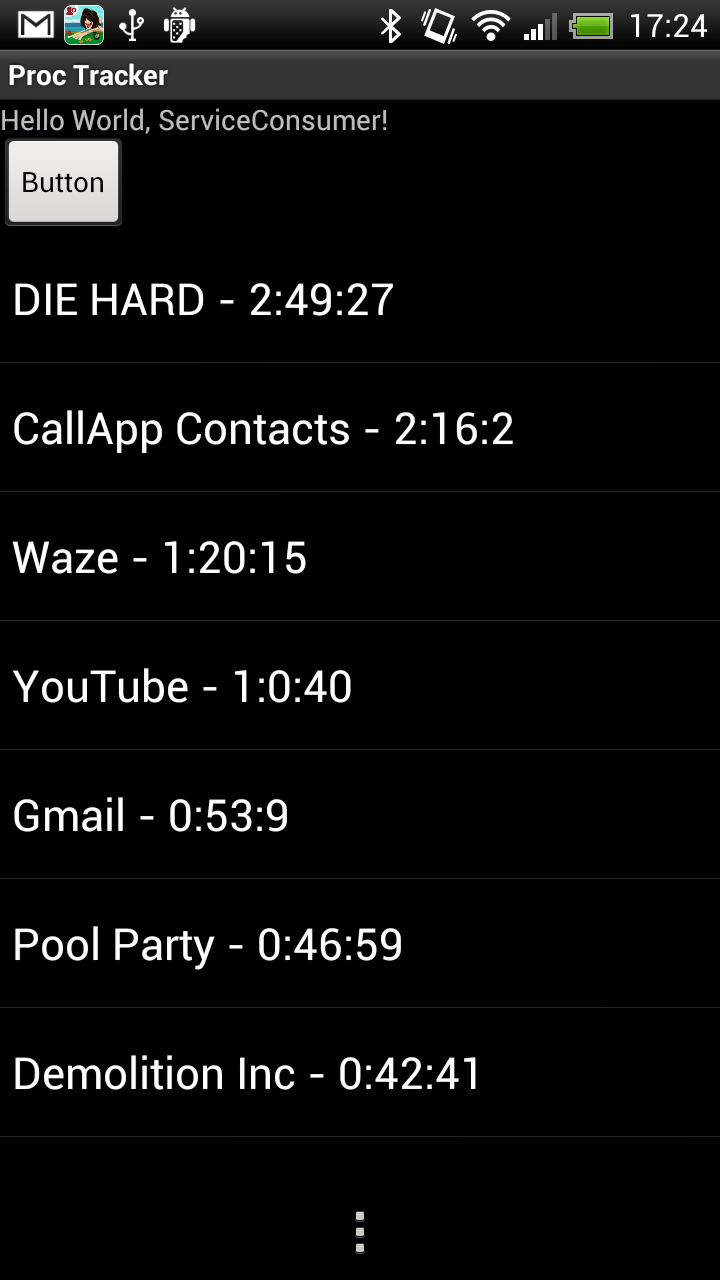 17:24
Proc Tracker
Hello World, ServiceConsumer!
Button
DIE HARD - 2:49:27
CallApp Contacts - 2:16:2
Waze - 1:20:15
YouTube - 1:0:40
Gmail - 0:53:9
Pool Party - 0:46:59
Demolition Inc - 0:42:41